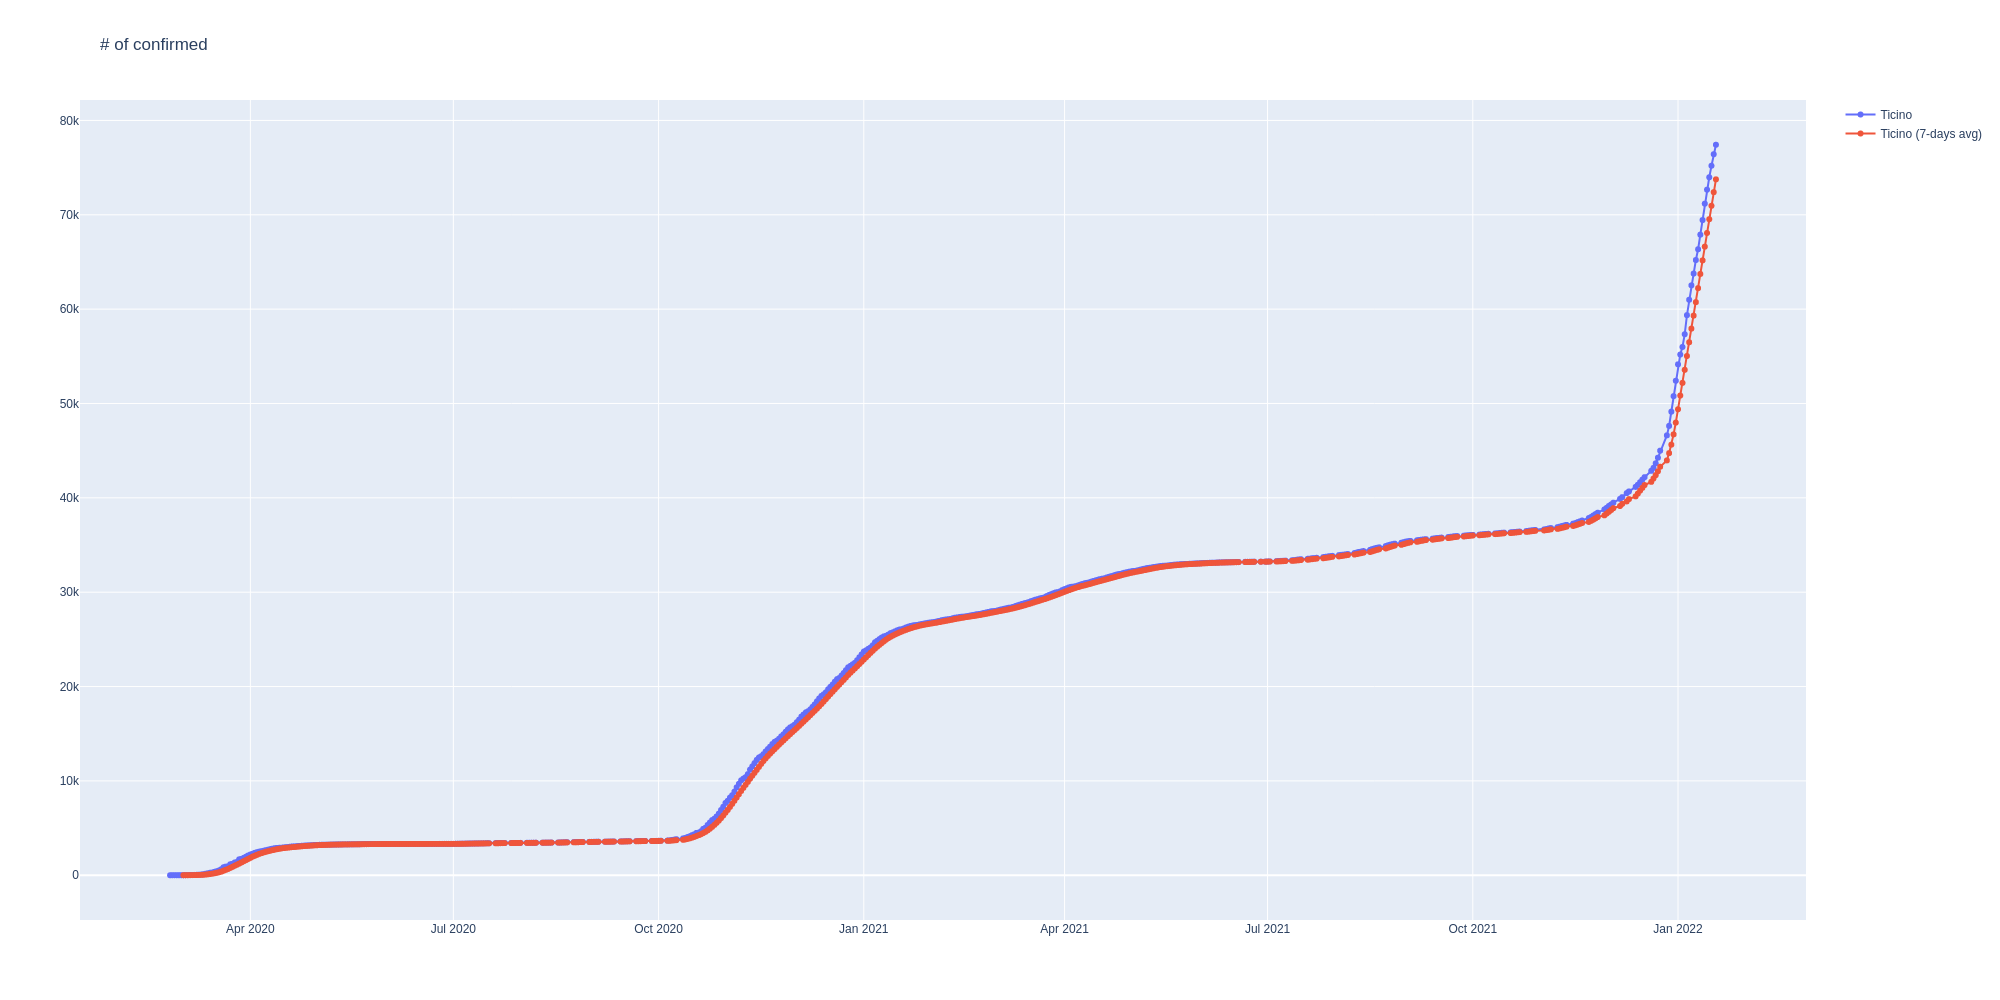 # of confirmed
Ticino
Ticino (7-days avg)
80k
70k
60k
50k
40k
30k
20k
10k
0
Apr 2020
Jul 2020
Oct 2020
Jan 2021
Apr 2021
Jul 2021
Oct 2021
Jan 2022